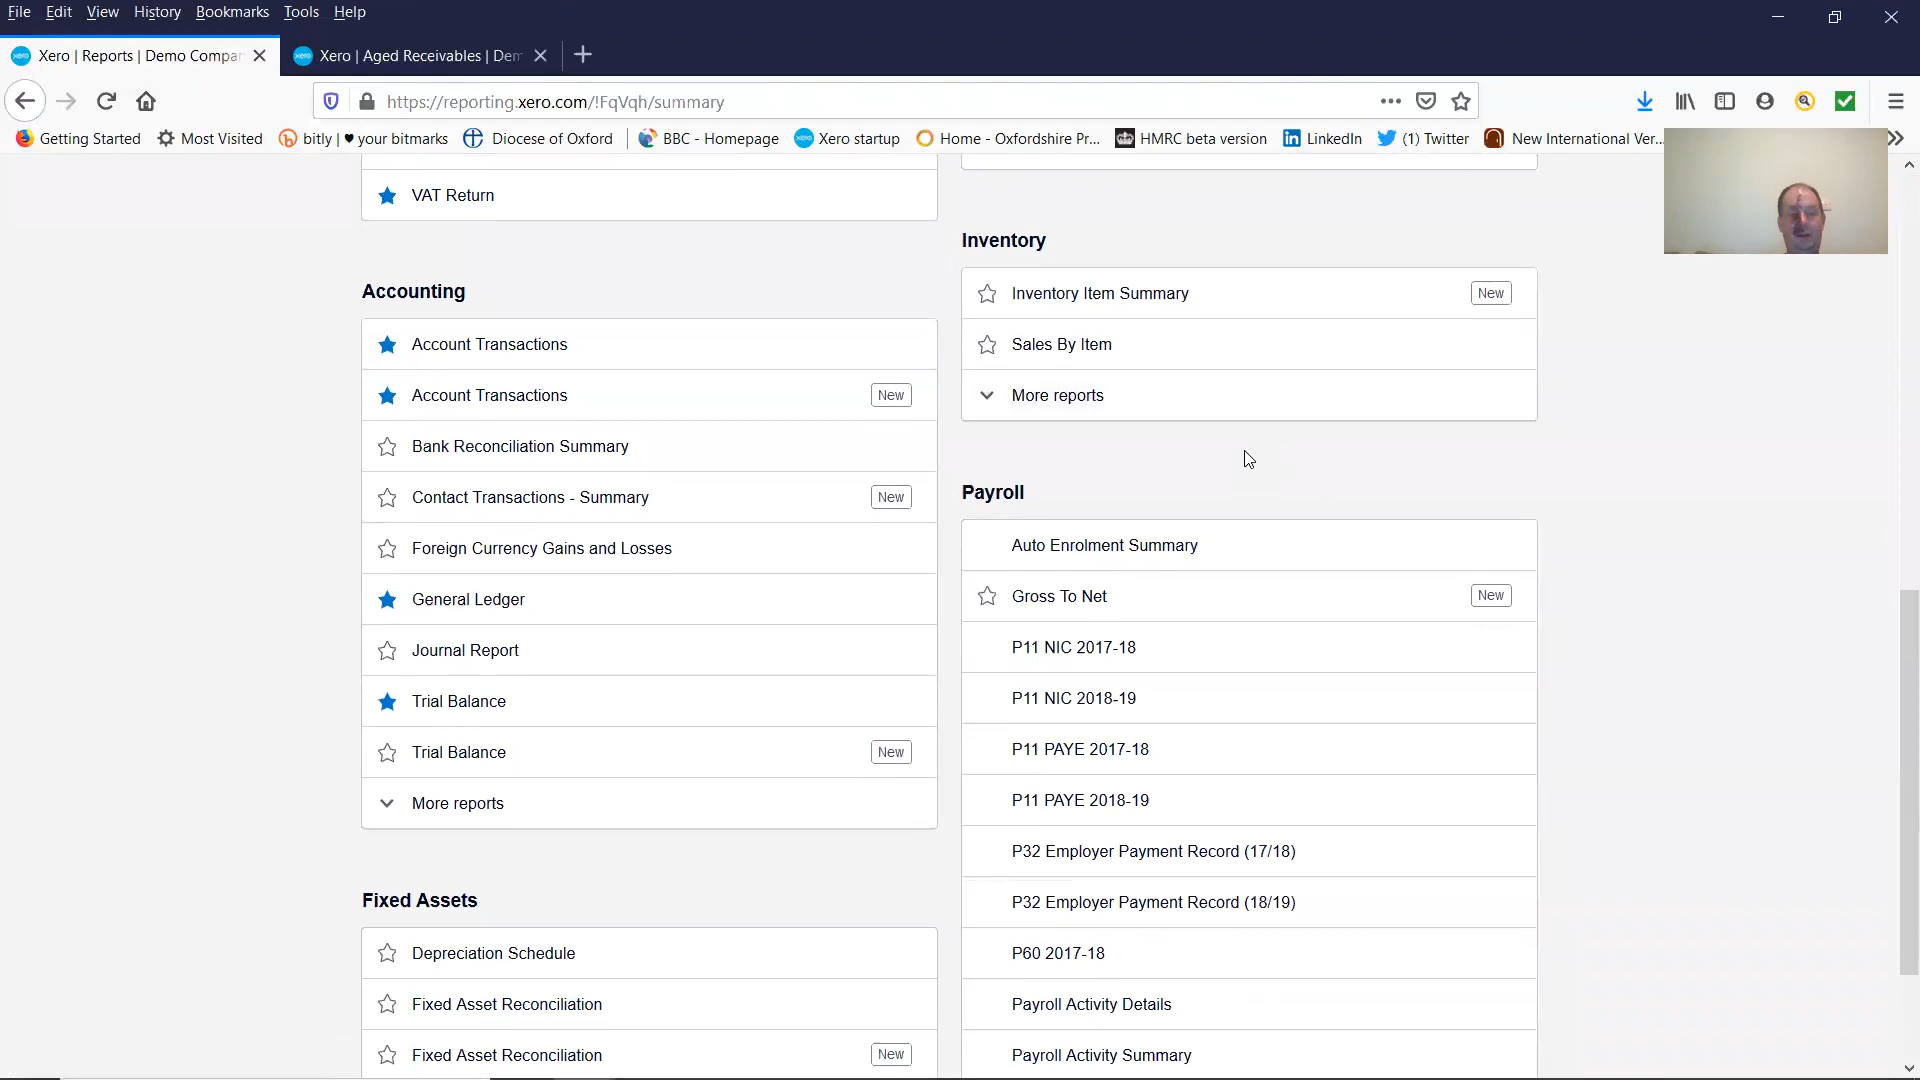 File Edit View History Bookmarks Tools Help
Xero | Reports | Demo Compa
Xero | Aged Receivables | Dem
https://reporting.xero.com/!FqVqh/summary
Getting Started Most Visited bitly | ♥ your bitmarks Diocese of Oxford BBC - Homepage Xero startup Home - Oxfordshire Pr... HMRC beta version LinkedIn (1) Twitter New International Ver...
VAT Return
Accounting
Account Transactions
Account Transactions New
Bank Reconciliation Summary
Contact Transactions - Summary New
Foreign Currency Gains and Losses
General Ledger
Journal Report
Trial Balance
Trial Balance New
More reports
Fixed Assets
Depreciation Schedule
Fixed Asset Reconciliation
Fixed Asset Reconciliation New
Inventory
Inventory Item Summary New
Sales By Item
More reports
Payroll
Auto Enrolment Summary
Gross To Net New
P11 NIC 2017-18
P11 NIC 2018-19
P11 PAYE 2017-18
P11 PAYE 2018-19
P32 Employer Payment Record (17/18)
P32 Employer Payment Record (18/19)
P60 2017-18
Payroll Activity Details
Payroll Activity Summary